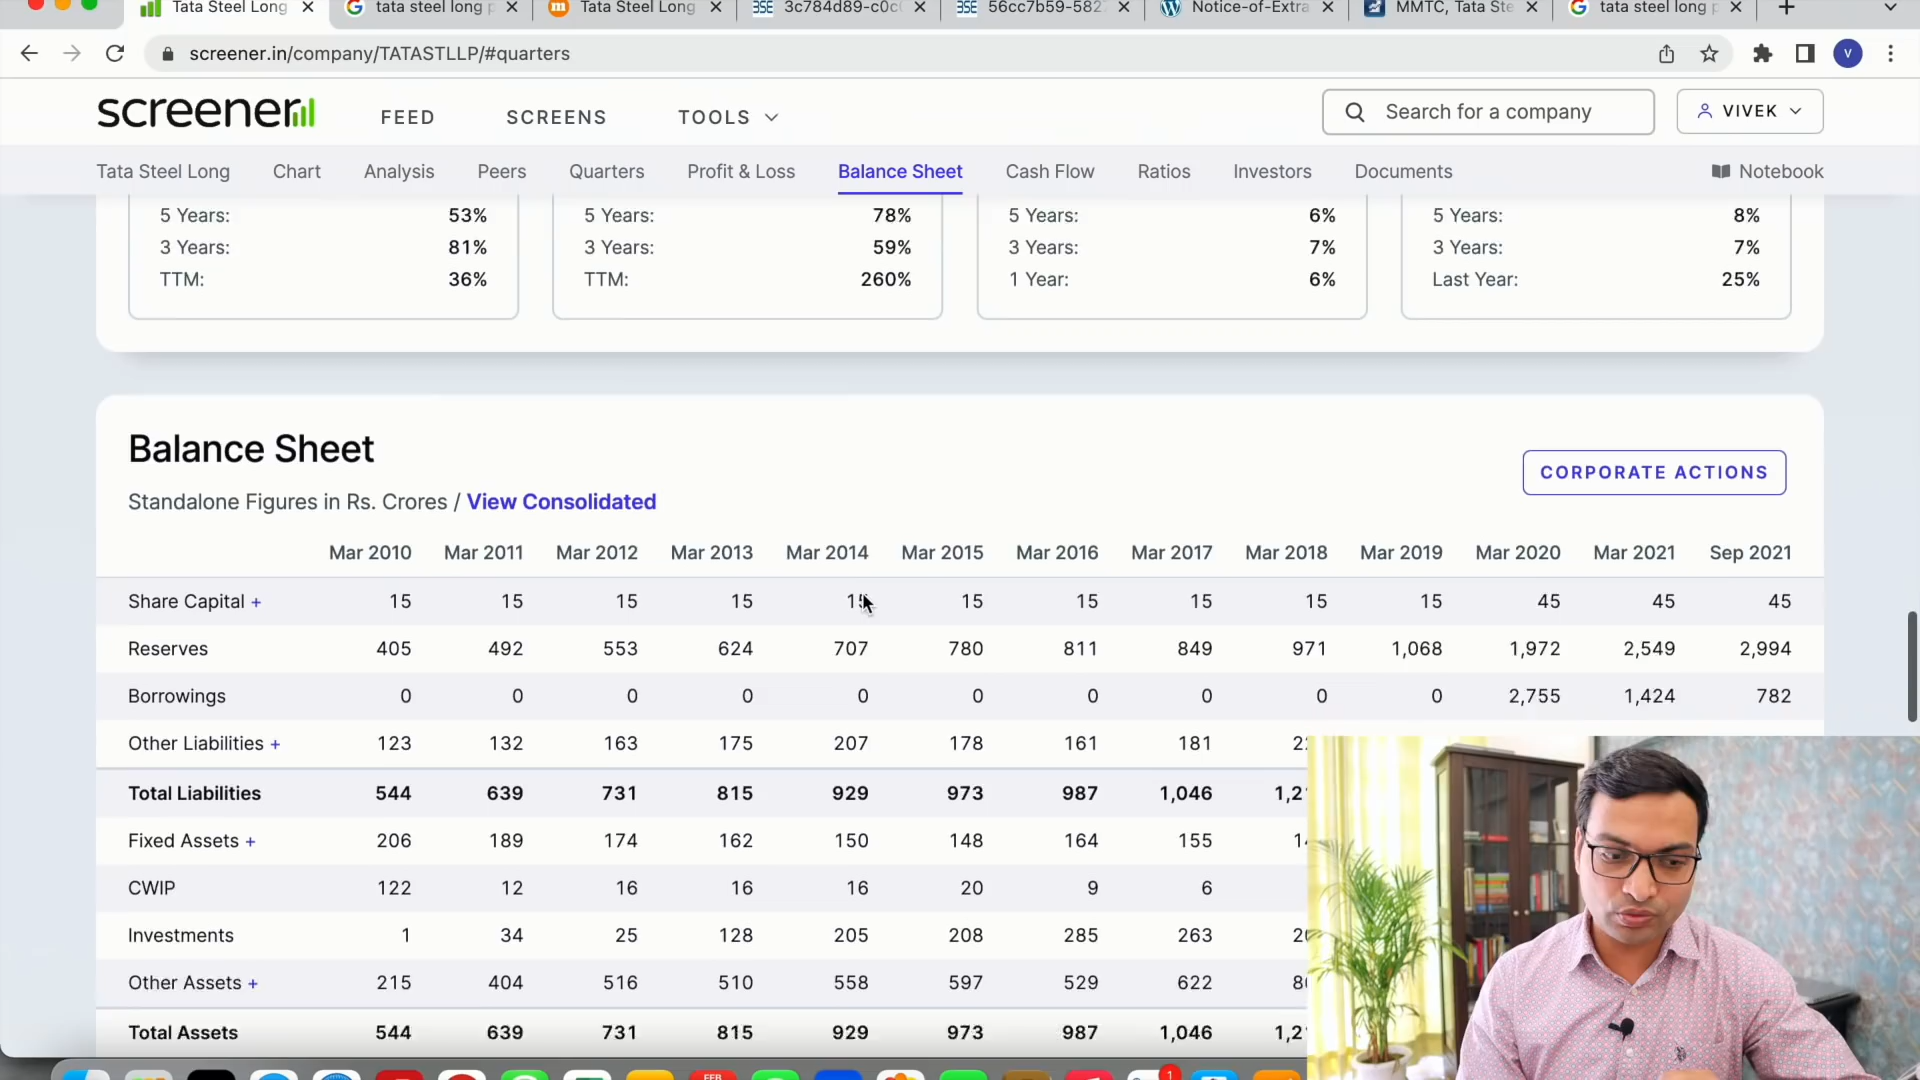 Tata Steel Long
tata steel long p
Tata Steel Long
3c784d89-c0c
56cc7b59-582
Notice-of-Extra
MMTC, Tata Ste
tata steel long p
screener.in/company/TATASTLLP/#quarters
V
screener
FEED
SCREENS
TOOLS
Search for a company
VIVEK
Tata Steel Long
Chart
Analysis
Peers
Quarters
Profit & Loss
Balance Sheet
Cash Flow
Ratios
Investors
Documents
Notebook
5 Years: 53%
3 Years: 81%
TTM: 36%
5 Years: 78%
3 Years: 59%
TTM: 260%
5 Years: 6%
3 Years: 7%
1 Year: 6%
5 Years: 8%
3 Years: 7%
Last Year: 25%
Balance Sheet
Standalone Figures in Rs. Crores / View Consolidated
CORPORATE ACTIONS
Mar 2010 Mar 2011 Mar 2012 Mar 2013 Mar 2014 Mar 2015 Mar 2016 Mar 2017 Mar 2018 Mar 2019 Mar 2020 Mar 2021 Sep 2021
Share Capital + 15 15 15 15 15 15 15 15 15 15 45 45 45
Reserves 405 492 553 624 707 780 811 849 971 1,068 1,972 2,549 2,994
Borrowings 0 0 0 0 0 0 0 0 0 0 2,755 1,424 782
Other Liabilities + 123 132 163 175 207 178 161 181
Total Liabilities 544 639 731 815 929 973 987 1,046 1,2
Fixed Assets + 206 189 174 162 150 148 164 155
CWIP 122 12 16 16 16 20 9 6
Investments 1 34 25 128 205 208 285 263
Other Assets + 215 404 516 510 558 597 529 622
Total Assets 544 639 731 815 929 973 987 1,046 1,2
FEB
1